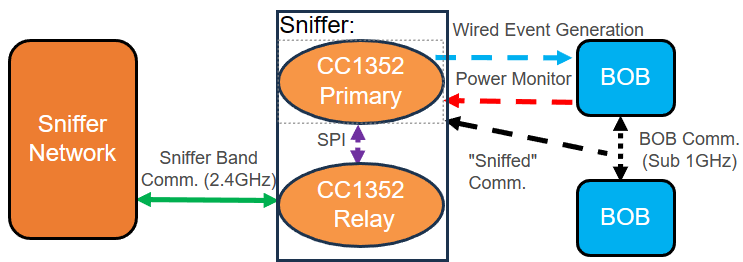 Sniffer:
Wired Event Generation
CC1352
Primary
BOB
Power Monitor
Sniffer
Network
SPI
Sniffer Band
Comm. (2.4GHz)
"Sniffed"
Comm.
BOB Comm.
(Sub 1GHz)
CC1352
Relay
BOB